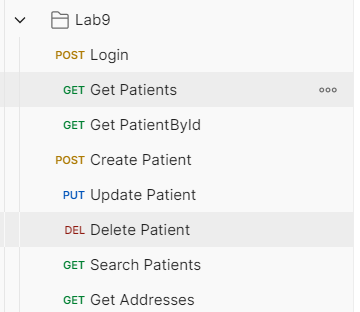 Lab9
POST Login
GET Get Patients
GET Get PatientById
POST Create Patient
PUT Update Patient
DEL Delete Patient
GET Search Patients
GET Get Addresses